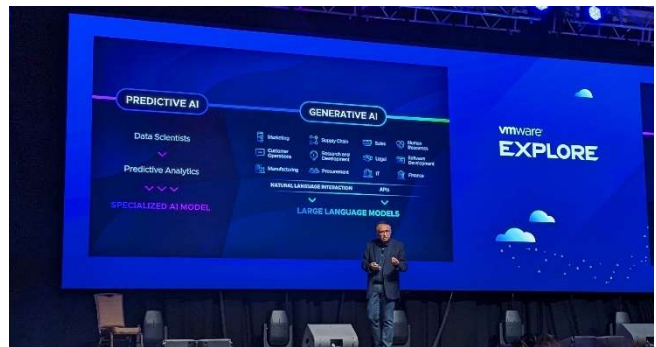 PREDICTIVE AI
Data Scientists
Predictive Analytics
SPECIALIZED AI MODEL
GENERATIVE AI
Marketing
Supply Chain
Sales
Human Resources
Customer Operations
Research and Development
Legal
Software Development
Manufacturing
Procurement
IT
Finance
NATURAL LANGUAGE INTERACTION
APIs
LARGE LANGUAGE MODELS
vmware
EXPLORE